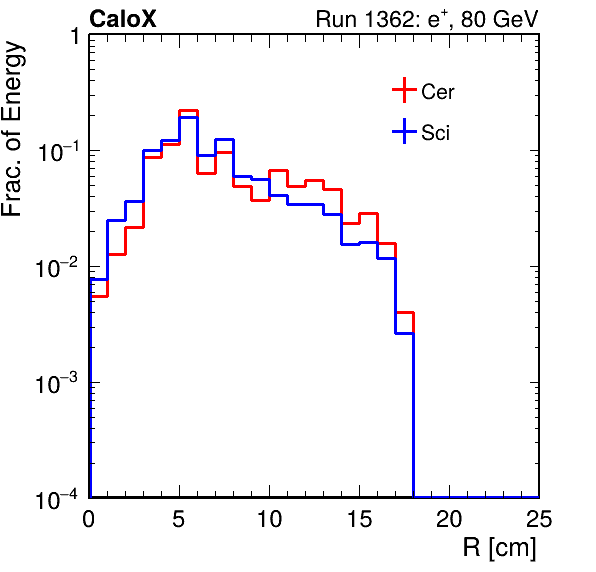 CaloX Run 1362: e⁺, 80 GeV
Frac. of Energy
1
10⁻¹
10⁻²
10⁻³
10⁻⁴
Cer
Sci
0 5 10 15 20 25
R [cm]